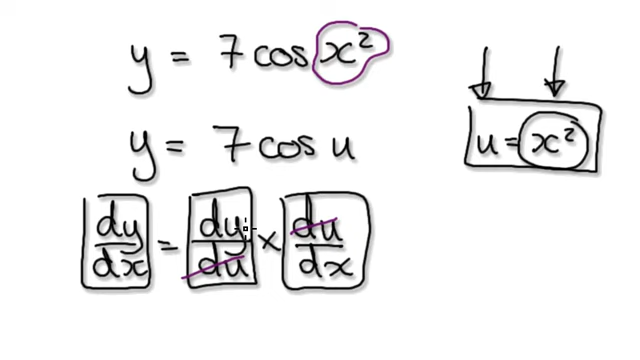 y = 7 cos x²
y = 7 cos u
u = x²
dy/dx = dy/du × du/dx